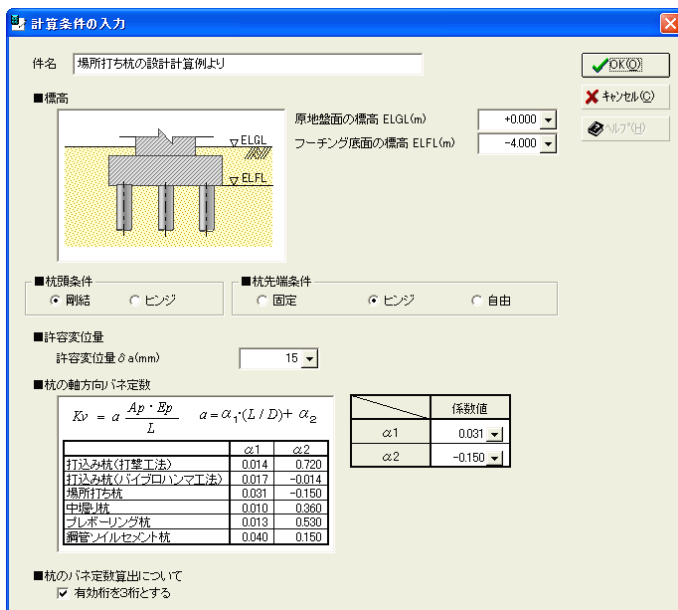 計算条件の入力
件名 場所打ち杭の設計計算例より
OK(O)
キャンセル(C)
ヘルプ(H)
■標高
ELGL
ELFL
原地盤面の標高 ELGL(m) +0.000
フーチング底面の標高 ELFL(m) -4.000
■杭頭条件
剛結 ヒンジ
■杭先端条件
固定 ヒンジ 自由
■許容変位量
許容変位量δa(mm) 15
■杭の軸方向バネ定数
Kv = a Ap・Ep / L a=α1・(L/D)+α2
α1 α2
打込み杭(打撃工法) 0.014 0.720
打込み杭(バイブロハンマ工法) 0.017 -0.014
場所打ち杭 0.031 -0.150
中堀り杭 0.010 0.360
プレボーリング杭 0.013 0.530
鋼管ソイルセメント杭 0.040 0.150
係数値
α1 0.031
α2 -0.150
■杭のバネ定数算出について
有効桁を3桁とする